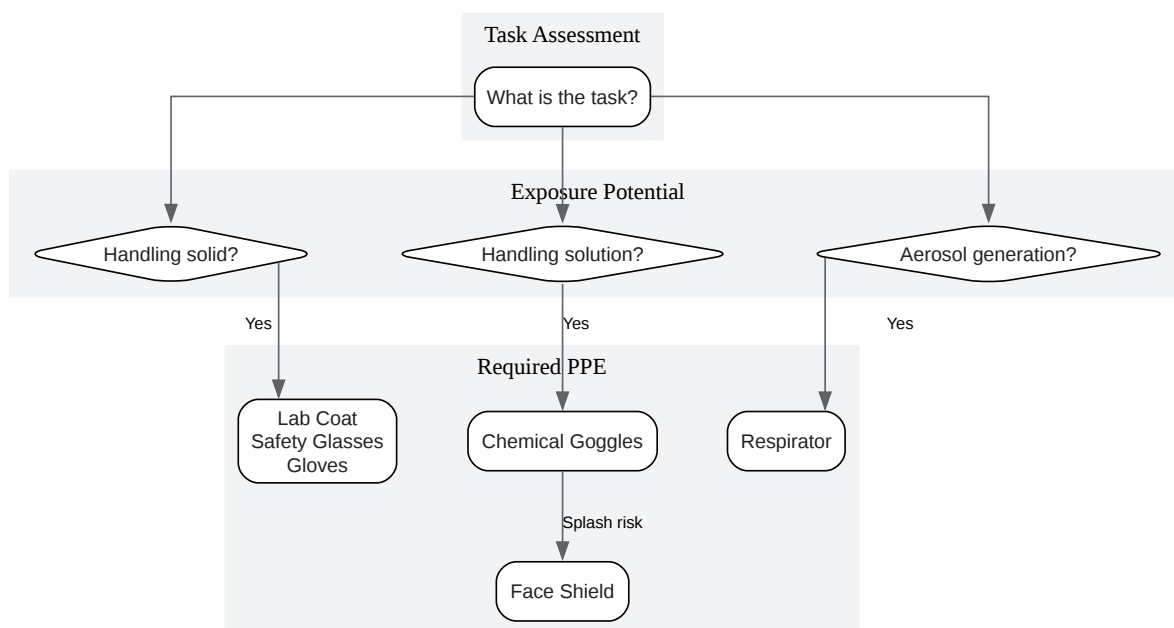 Task Assessment
What is the task?
Exposure Potential
Handling solid?
Handling solution?
Aerosol generation?
Yes
Yes
Yes
Required PPE
Lab Coat
Safety Glasses
Gloves
Chemical Goggles
Respirator
Splash risk
Face Shield